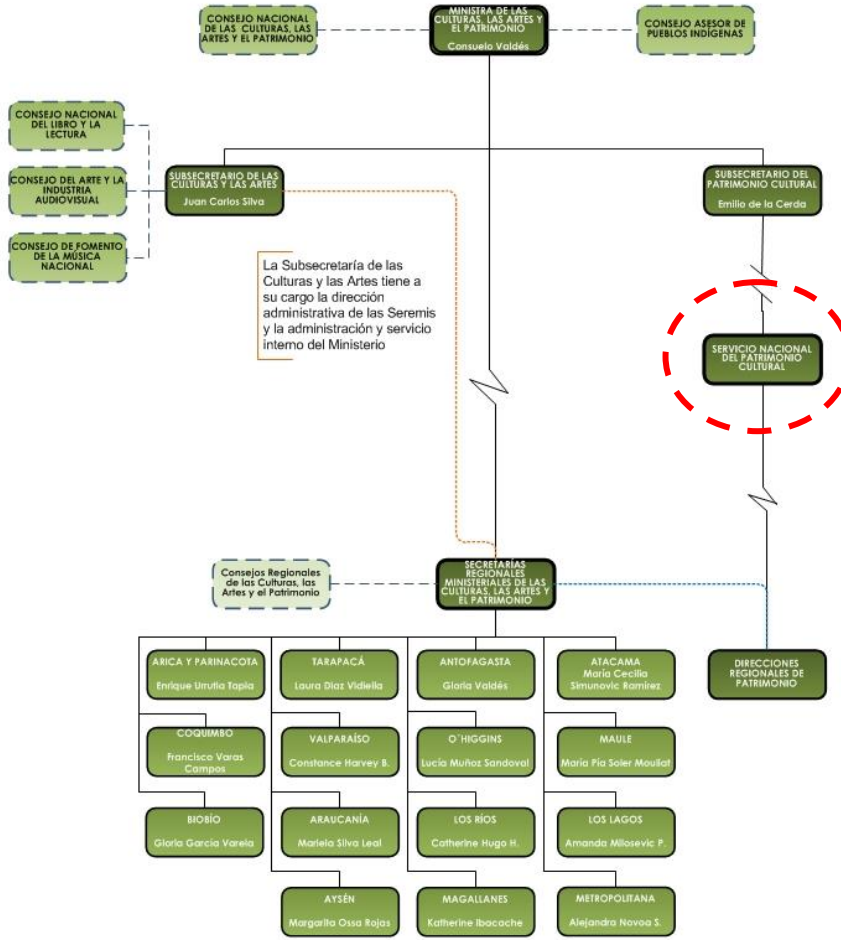 CONSEJO NACIONAL
DE LAS CULTURAS, LAS
ARTES Y EL PATRIMONIO
MINISTRA DE LAS
CULTURAS, LAS ARTES Y
EL PATRIMONIO
Consuelo Valdés
CONSEJO ASESOR DE
PUEBLOS INDÍGENAS
CONSEJO NACIONAL
DEL LIBRO Y LA
LECTURA
CONSEJO DEL ARTE Y LA
INDUSTRIA
AUDIOVISUAL
CONSEJO DE FOMENTO
DE LA MÚSICA
NACIONAL
SUBSECRETARIO DE LAS
CULTURAS Y LAS ARTES
Juan Carlos Silva
SUBSECRETARIO DEL
PATRIMONIO CULTURAL
Emilio de la Cerda
La Subsecretaría de las
Culturas y las Artes tiene a
su cargo la dirección
administrativa de las Seremis
y la administración y servicio
interno del Ministerio
SERVICIO NACIONAL
DEL PATRIMONIO
CULTURAL
Consejos Regionales
de las Culturas, las
Artes y el Patrimonio
SECRETARÍAS
REGIONALES
MINISTERIALES DE LAS
CULTURAS, LAS ARTES Y
EL PATRIMONIO
DIRECCIONES
REGIONALES DE
PATRIMONIO
ARICA Y PARINACOTA
Enrique Urrutia Tapia
TARAPACÁ
Laura Díaz Vidiella
ANTOFAGASTA
Gloria Valdés
ATACAMA
María Cecilia
Simunovic Ramírez
COQUIMBO
Francisco Varas
Campos
VALPARAÍSO
Constance Harvey B.
O´HIGGINS
Lucía Muñoz Sandoval
MAULE
María Pía Soler Mouliat
BIOBÍO
Gloria García Varela
ARAUCANÍA
Mariela Silva Leal
LOS RÍOS
Catherine Hugo H.
LOS LAGOS
Amanda Milosevic P.
AYSÉN
Margarita Ossa Rojas
MAGALLANES
Katherine Ibacache
METROPOLITANA
Alejandra Novoa S.